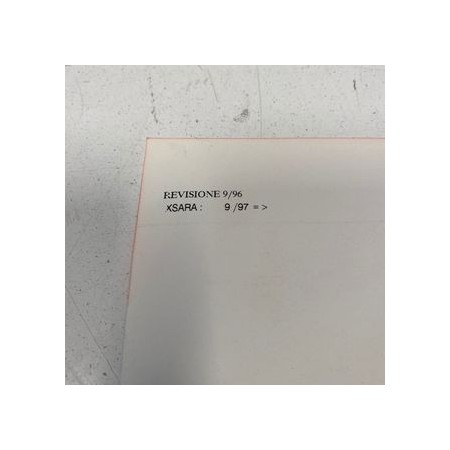 REVISIONE 9/96
XSARA : 9 /97 = >